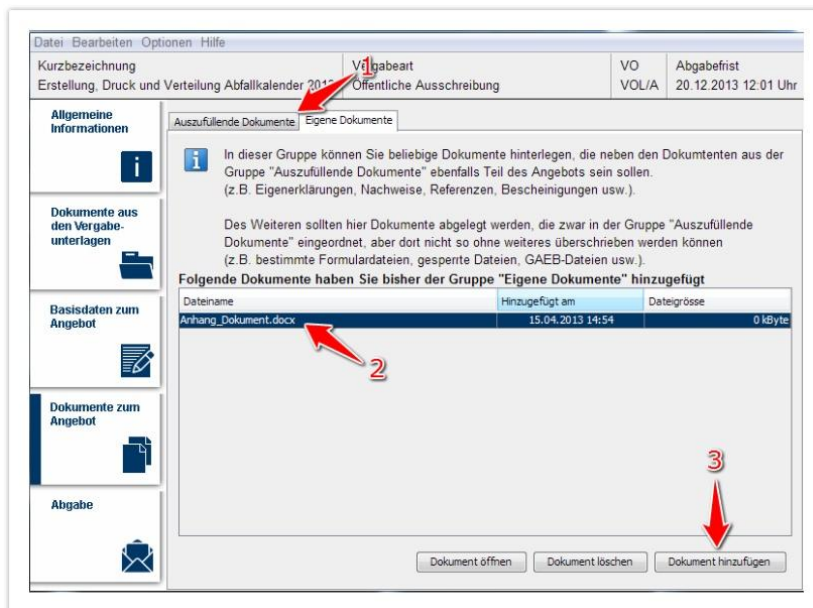 Datei Bearbeiten Optionen Hilfe
Kurzbezeichnung
Erstellung, Druck und Verteilung Abfallkalender 2013
Vergabeart
Öffentliche Ausschreibung
VO
VOL/A
Abgabefrist
20.12.2013 12:01 Uhr
1
Allgemeine
Informationen
Dokumente aus
den Vergabe-
unterlagen
Basisdaten zum
Angebot
Dokumente zum
Angebot
Abgabe
Auszufüllende Dokumente
Eigene Dokumente
In dieser Gruppe können Sie beliebige Dokumente hinterlegen, die neben den Dokumtenten aus der
Gruppe "Auszufüllende Dokumente" ebenfalls Teil des Angebots sein sollen.
(z.B. Eigenerklärungen, Nachweise, Referenzen, Bescheinigungen usw.).
Des Weiteren sollten hier Dokumente abgelegt werden, die zwar in der Gruppe "Auszufüllende
Dokumente" eingeordnet, aber dort nicht so ohne weiteres überschrieben werden können
(z.B. bestimmte Formulardateien, gesperrte Dateien, GAEB-Dateien usw.).
Folgende Dokumente haben Sie bisher der Gruppe "Eigene Dokumente" hinzugefügt
Dateiname Hinzugefügt am Dateigrösse
Anhang_Dokument.docx 15.04.2013 14:54 0 kByte
2
3
Dokument öffnen Dokument löschen Dokument hinzufügen